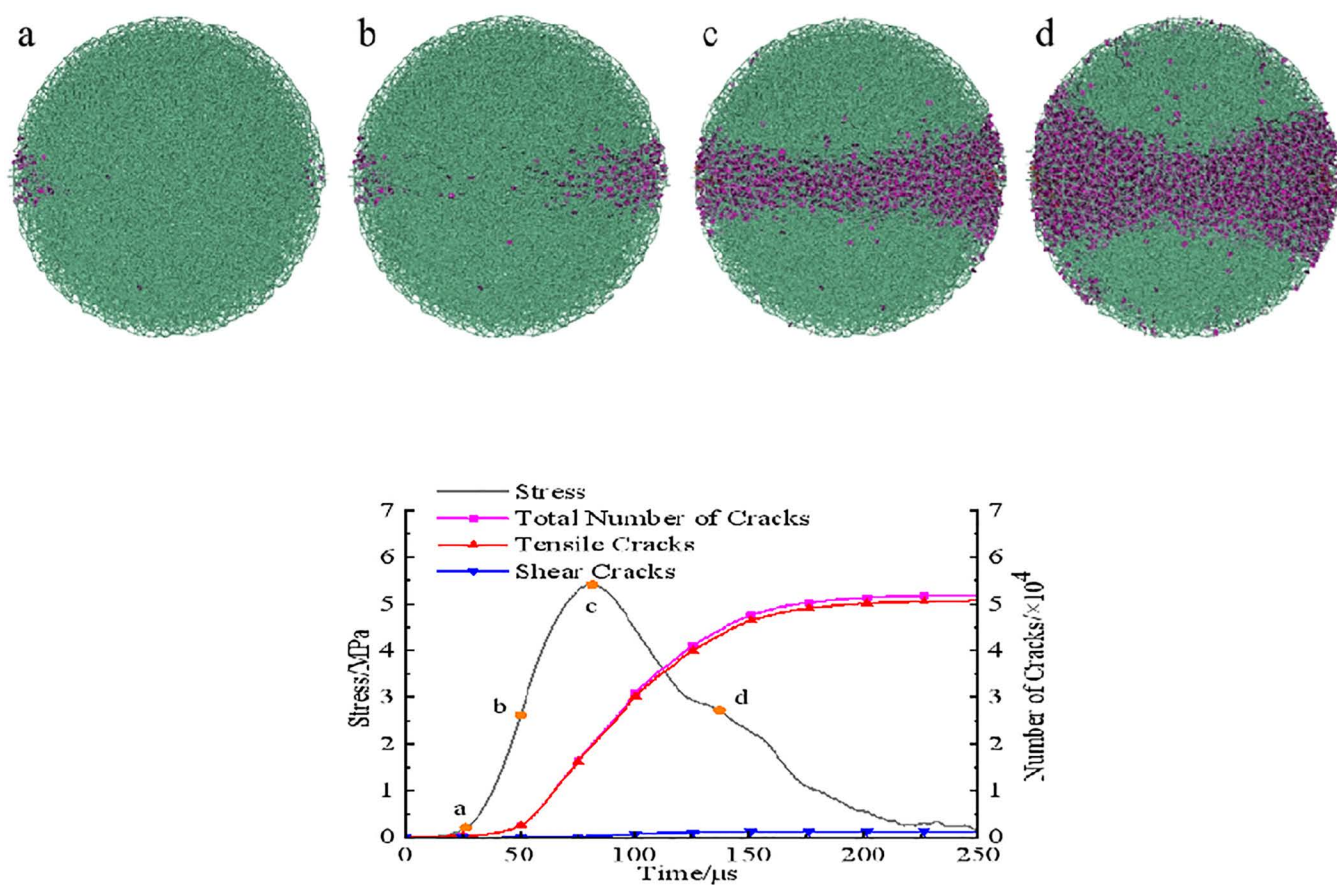 a b c d
Stress
Total Number of Cracks
Tensile Cracks
Shear Cracks
7 7
6 6
5 5
4 4
3 3
2 2
1 1
0 0
Stress/MPa
Number of Cracks/×10⁴
c
b
d
a
0 50 100 150 200 250
Time/μs